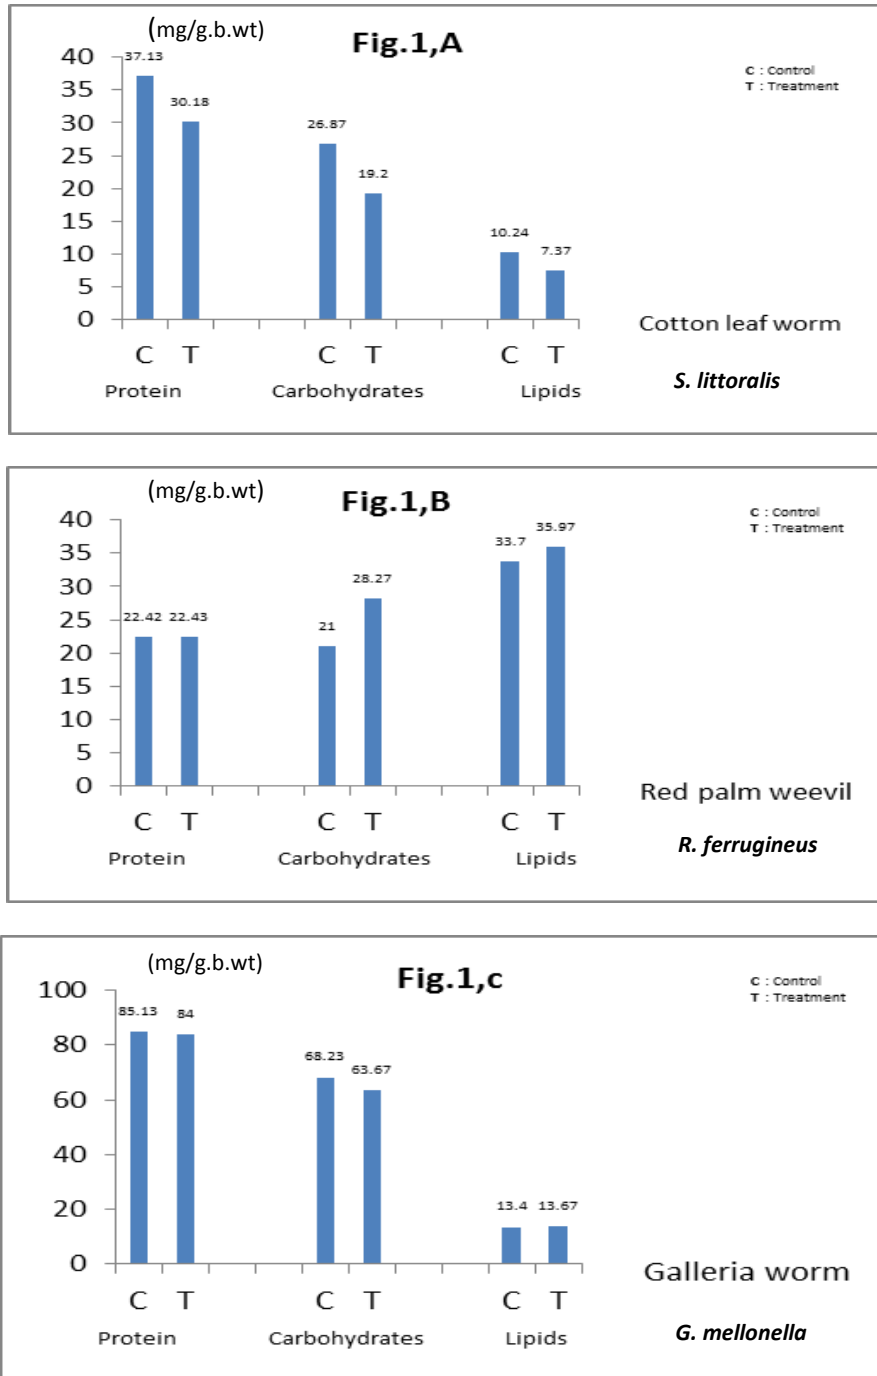 (mg/g.b.wt)
Fig.1,A
C : Control
T : Treatment
40
35
30
25
20
15
10
5
0
37.13
30.18
26.87
19.2
10.24
7.37
C T C T C T
Protein Carbohydrates Lipids
Cotton leaf worm
S. littoralis
(mg/g.b.wt)
Fig.1,B
C : Control
T : Treatment
40
35
30
25
20
15
10
5
0
22.42 22.43
21
28.27
33.7
35.97
C T C T C T
Protein Carbohydrates Lipids
Red palm weevil
R. ferrugineus
(mg/g.b.wt)
Fig.1,c
C : Control
T : Treatment
100
80
60
40
20
0
85.13 84
68.23
63.67
13.4 13.67
C T C T C T
Protein Carbohydrates Lipids
Galleria worm
G. mellonella